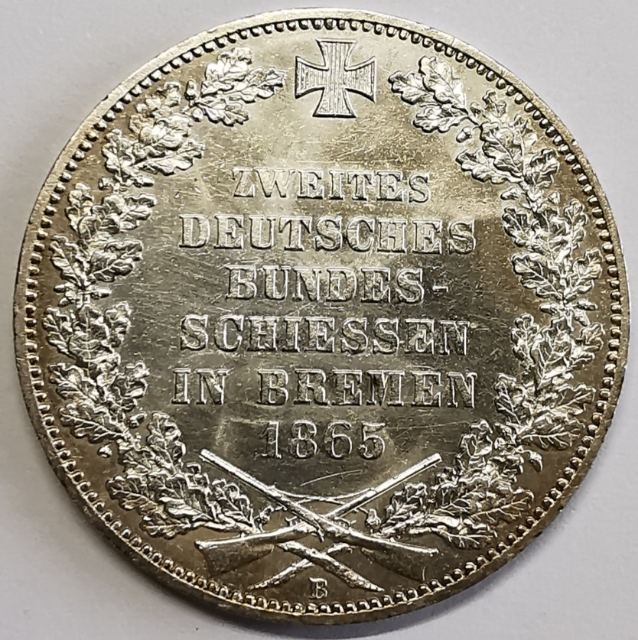 ZWEITES
DEUTSCHES
BUNDES-
SCHIESSEN
IN BREMEN
1865
B